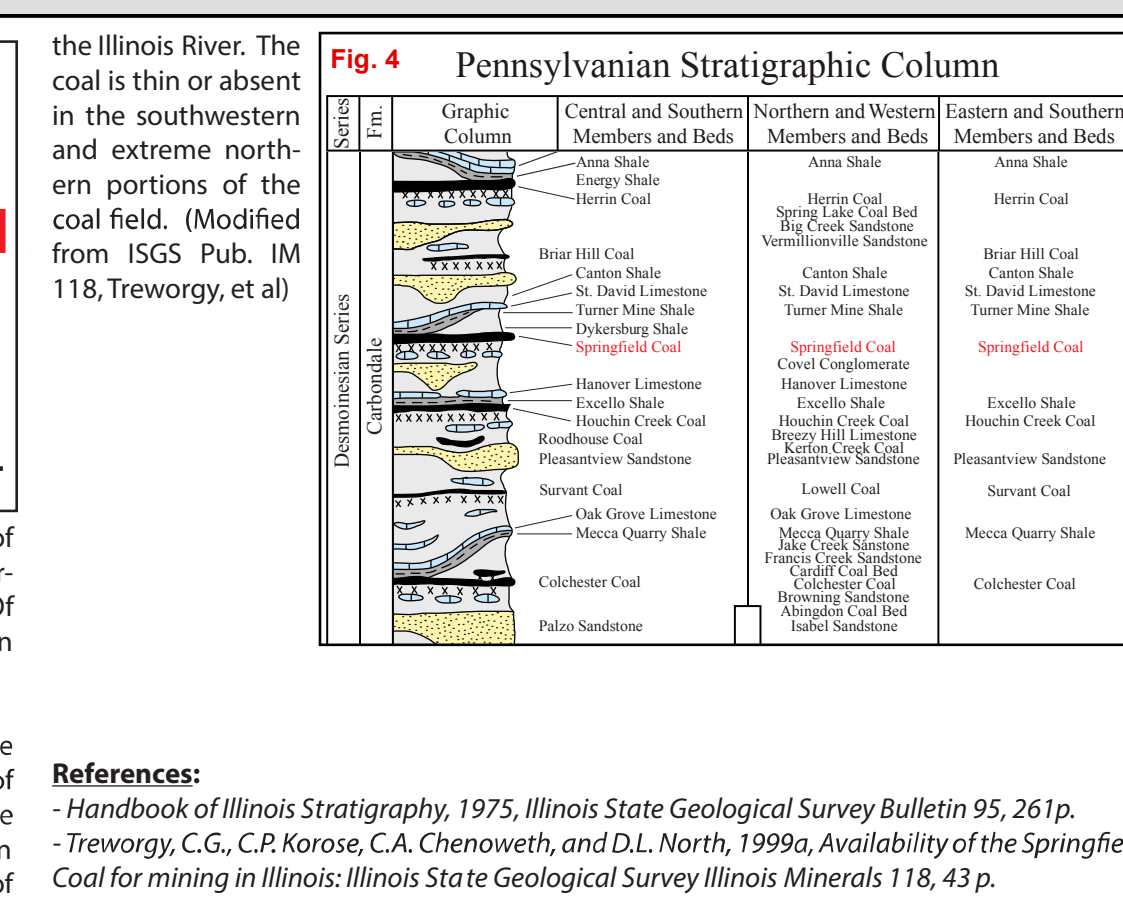 the Illinois River. The
coal is thin or absent
in the southwestern
and extreme north-
ern portions of the
coal field. (Modified
from ISGS Pub. IM
118, Treworgy, et al)
of
r-
Of
n
e
of
e
n
of
Fig. 4
Pennsylvanian Stratigraphic Column
Series
Fm.
Graphic
Column
Central and Southern
Members and Beds
Northern and Western
Members and Beds
Eastern and Southern
Members and Beds
Desmoinesian Series
Carbondale
Anna Shale
Energy Shale
Herrin Coal
Briar Hill Coal
Canton Shale
St. David Limestone
Turner Mine Shale
Dykersburg Shale
Springfield Coal
Hanover Limestone
Excello Shale
Houchin Creek Coal
Roodhouse Coal
Pleasantview Sandstone
Survant Coal
Oak Grove Limestone
Mecca Quarry Shale
Colchester Coal
Palzo Sandstone
Anna Shale
Herrin Coal
Spring Lake Coal Bed
Big Creek Sandstone
Vermillionville Sandstone
Canton Shale
St. David Limestone
Turner Mine Shale
Springfield Coal
Covel Conglomerate
Hanover Limestone
Excello Shale
Houchin Creek Coal
Breezy Hill Limestone
Kerton Creek Coal
Pleasantview Sandstone
Lowell Coal
Oak Grove Limestone
Mecca Quarry Shale
Jake Creek Sanstone
Francis Creek Sandstone
Cardiff Coal Bed
Colchester Coal
Browning Sandstone
Abingdon Coal Bed
Isabel Sandstone
Anna Shale
Herrin Coal
Briar Hill Coal
Canton Shale
St. David Limestone
Turner Mine Shale
Springfield Coal
Excello Shale
Houchin Creek Coal
Pleasantview Sandstone
Survant Coal
Mecca Quarry Shale
Colchester Coal
References:
- Handbook of Illinois Stratigraphy, 1975, Illinois State Geological Survey Bulletin 95, 261p.
- Treworgy, C.G., C.P. Korose, C.A. Chenoweth, and D.L. North, 1999a, Availability of the Springfie
Coal for mining in Illinois: Illinois State Geological Survey Illinois Minerals 118, 43 p.